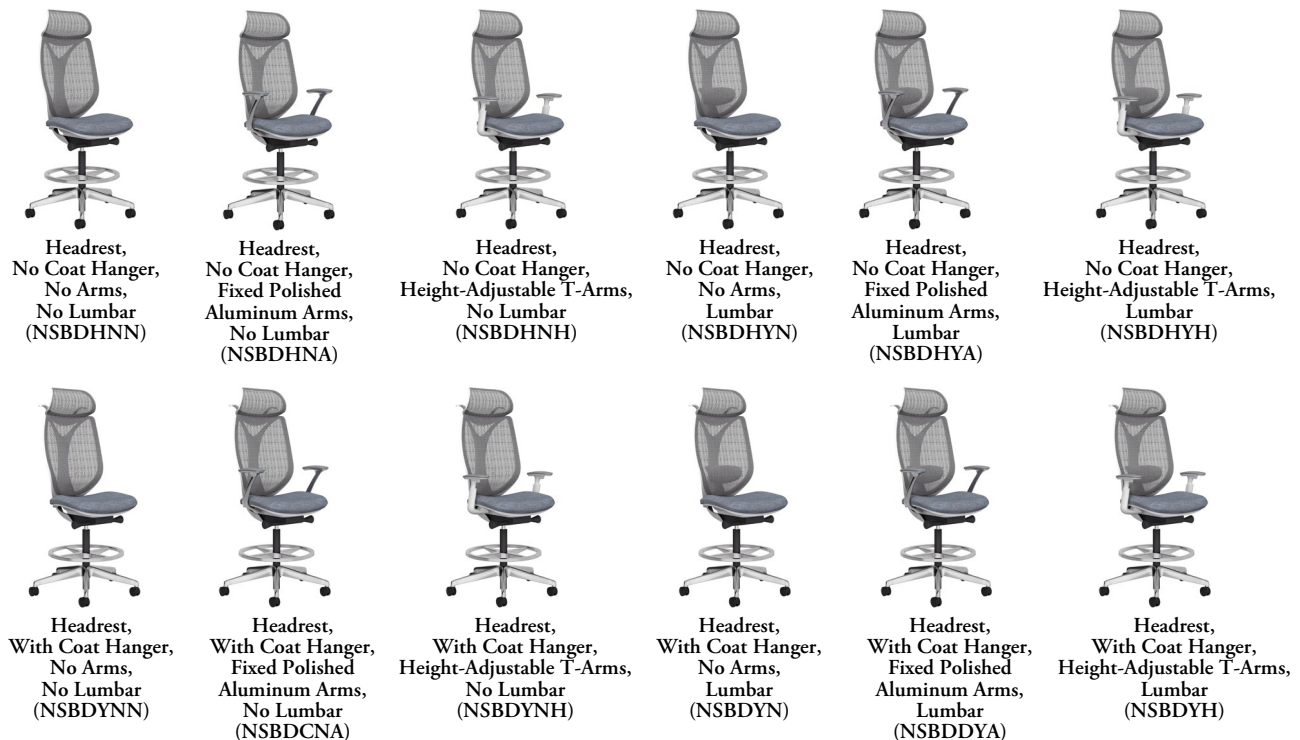 Headrest,
No Coat Hanger,
No Arms,
No Lumbar
(NSBDHNN)
Headrest,
No Coat Hanger,
Fixed Polished
Aluminum Arms,
No Lumbar
(NSBDHNA)
Headrest,
No Coat Hanger,
Height-Adjustable T-Arms,
No Lumbar
(NSBDHNH)
Headrest,
No Coat Hanger,
No Arms,
Lumbar
(NSBDHYN)
Headrest,
No Coat Hanger,
Fixed Polished
Aluminum Arms,
Lumbar
(NSBDHYA)
Headrest,
No Coat Hanger,
Height-Adjustable T-Arms,
Lumbar
(NSBDHYH)
Headrest,
With Coat Hanger,
No Arms,
No Lumbar
(NSBDYNN)
Headrest,
With Coat Hanger,
Fixed Polished
Aluminum Arms,
No Lumbar
(NSBDCNA)
Headrest,
With Coat Hanger,
Height-Adjustable T-Arms,
No Lumbar
(NSBDYNH)
Headrest,
With Coat Hanger,
No Arms,
Lumbar
(NSBDYN)
Headrest,
With Coat Hanger,
Fixed Polished
Aluminum Arms,
Lumbar
(NSBDDYA)
Headrest,
With Coat Hanger,
Height-Adjustable T-Arms,
Lumbar
(NSBDYH)